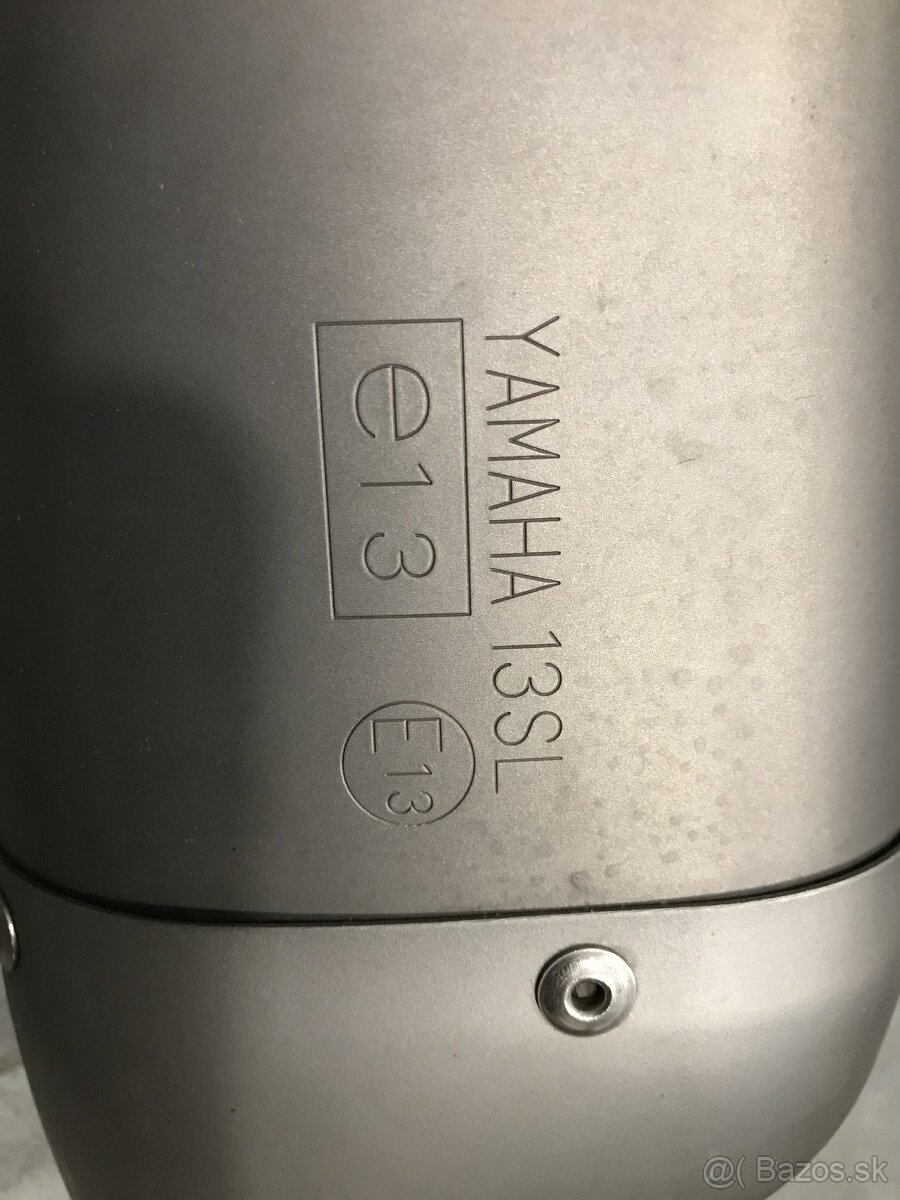 YAMAHA 13SL
e13
E13
@( Bazos.sk